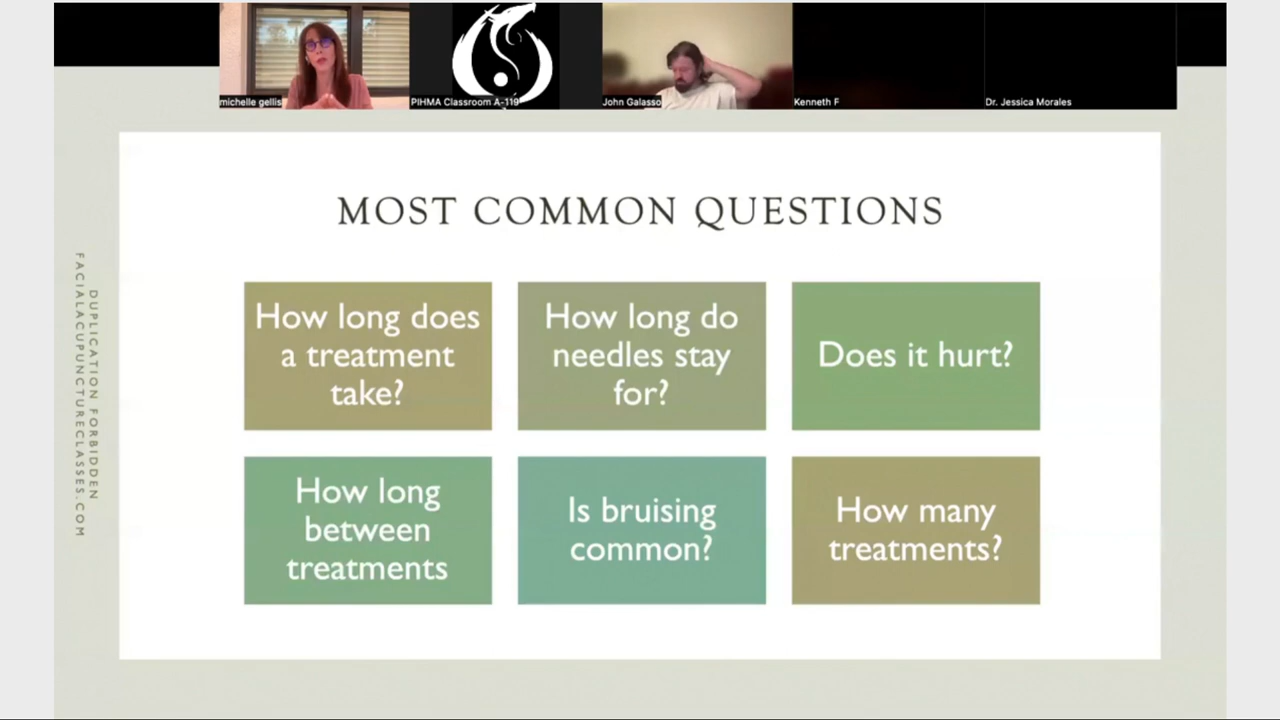 michelle gellis
PIHMA Classroom A-119
John Galasso
Kenneth F
Dr. Jessica Morales
MOST COMMON QUESTIONS
How long does
a treatment
take?
How long do
needles stay
for?
Does it hurt?
How long
between
treatments
Is bruising
common?
How many
treatments?
DUPLICATION FORBIDDEN
FACIALACUPUNCTURECLASSES.COM